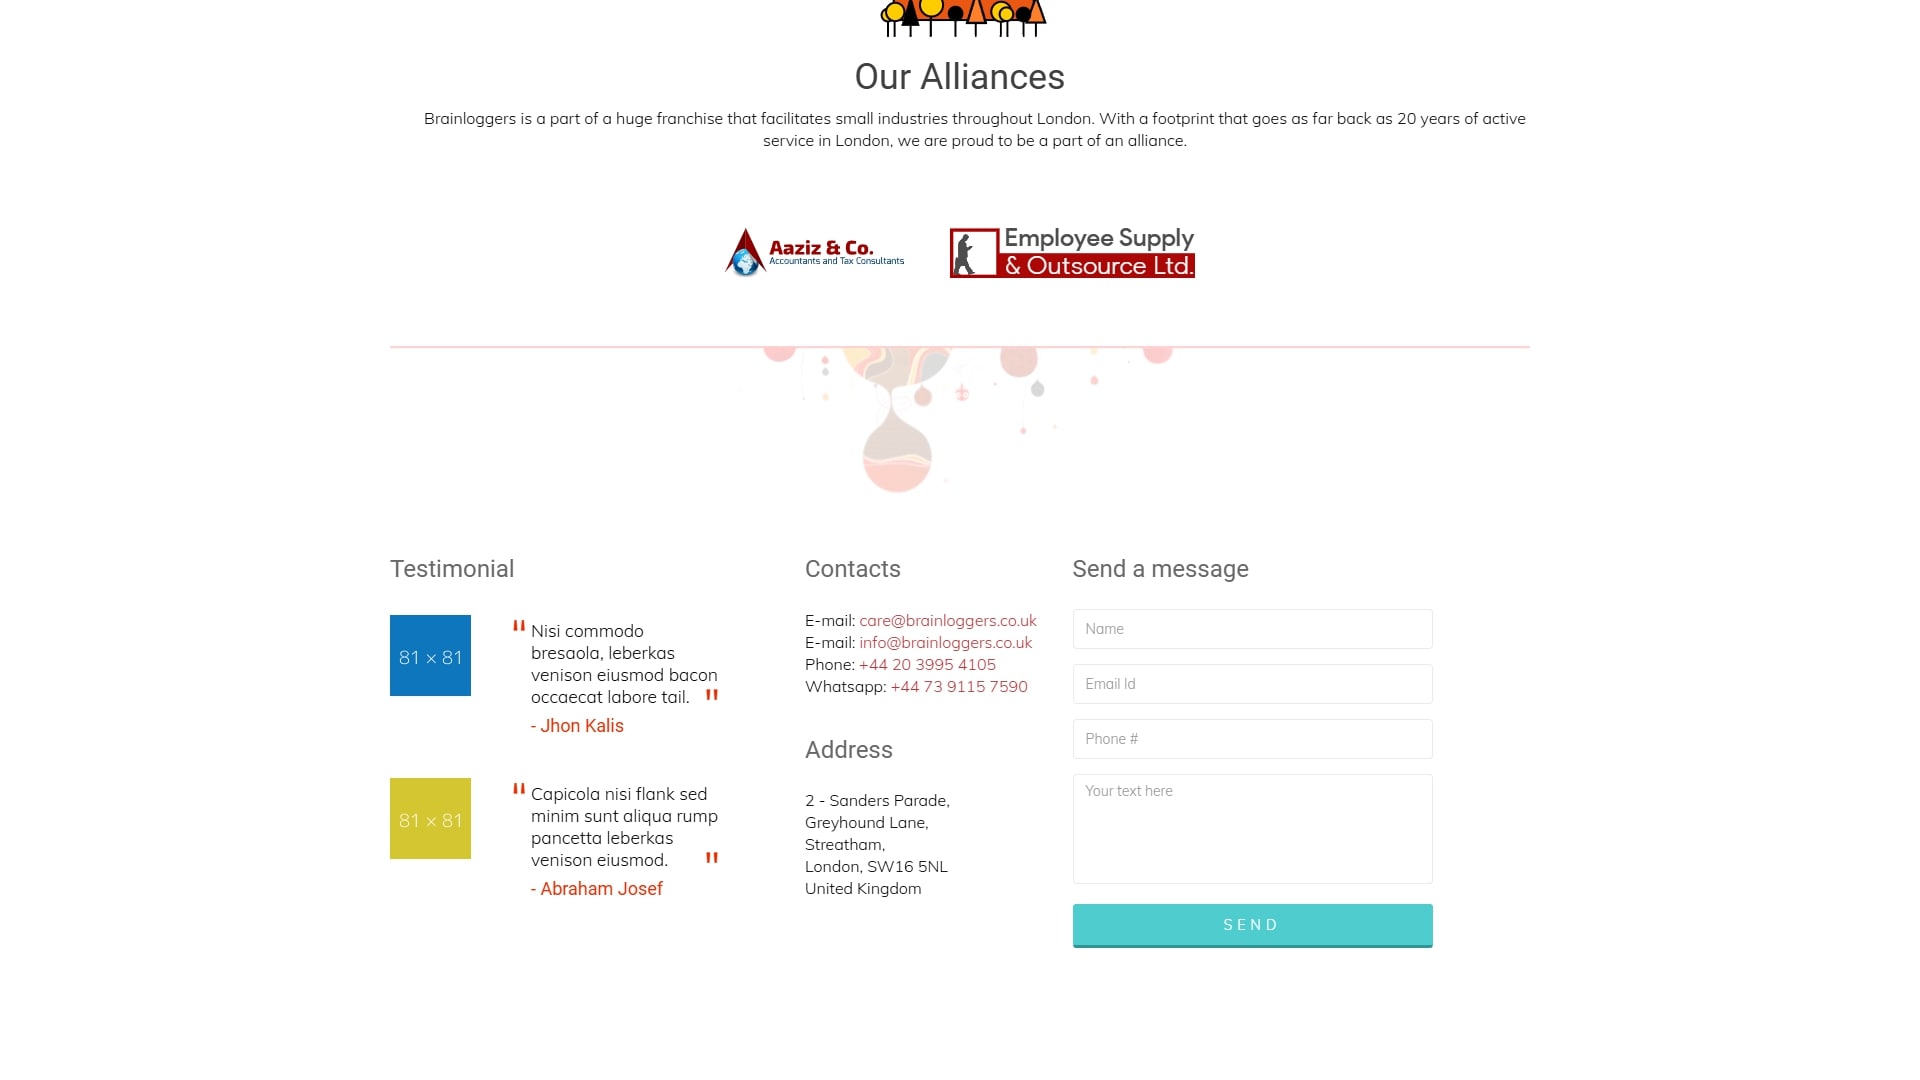 Our Alliances
Brainloggers is a part of a huge franchise that facilitates small industries throughout London. With a footprint that goes as far back as 20 years of active
service in London, we are proud to be a part of an alliance.
Aaziz & Co.
Accountants and Tax Consultants
Employee Supply
& Outsource Ltd.
Testimonial
81 × 81
" Nisi commodo
bresaola, leberkas
venison eiusmod bacon
occaecat labore tail. "
- Jhon Kalis
81 × 81
" Capicola nisi flank sed
minim sunt aliqua rump
pancetta leberkas
venison eiusmod. "
- Abraham Josef
Contacts
E-mail: care@brainloggers.co.uk
E-mail: info@brainloggers.co.uk
Phone: +44 20 3995 4105
Whatsapp: +44 73 9115 7590
Address
2 - Sanders Parade,
Greyhound Lane,
Streatham,
London, SW16 5NL
United Kingdom
Send a message
Name
Email Id
Phone #
Your text here
SEND